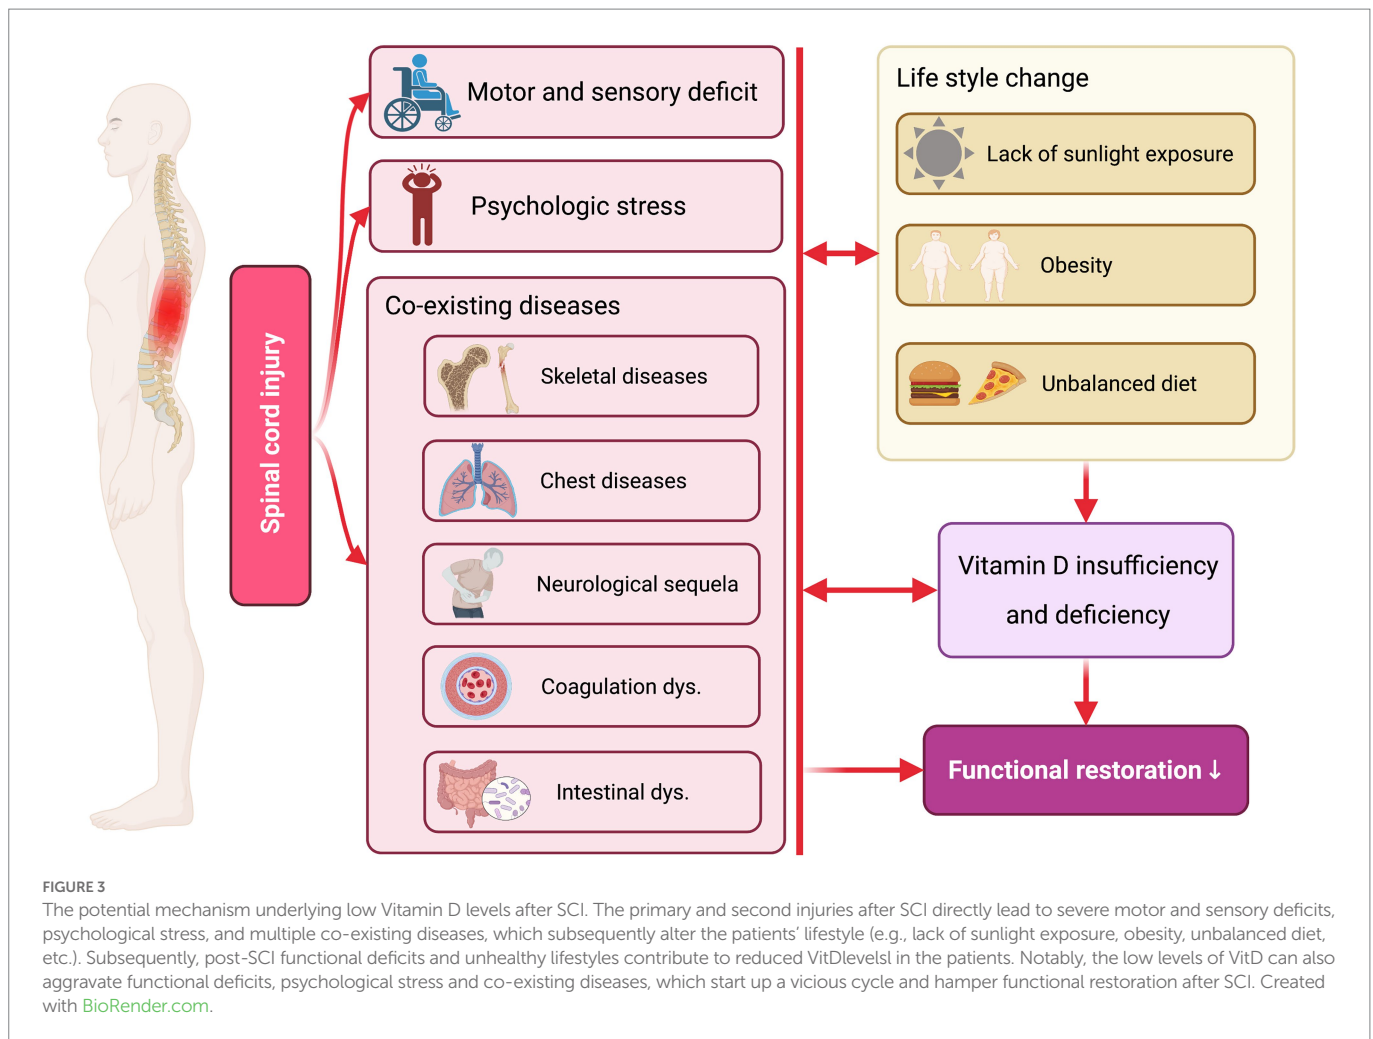 Spinal cord injury
Motor and sensory deficit
Psychologic stress
Co-existing diseases
Skeletal diseases
Chest diseases
Neurological sequela
Coagulation dys.
Intestinal dys.
Life style change
Lack of sunlight exposure
Obesity
Unbalanced diet
Vitamin D insufficiency
and deficiency
Functional restoration ↓
FIGURE 3
The potential mechanism underlying low Vitamin D levels after SCI. The primary and second injuries after SCI directly lead to severe motor and sensory deficits,
psychological stress, and multiple co-existing diseases, which subsequently alter the patients’ lifestyle (e.g., lack of sunlight exposure, obesity, unbalanced diet,
etc.). Subsequently, post-SCI functional deficits and unhealthy lifestyles contribute to reduced VitDlevelsl in the patients. Notably, the low levels of VitD can also
aggravate functional deficits, psychological stress and co-existing diseases, which start up a vicious cycle and hamper functional restoration after SCI. Created
with BioRender.com.